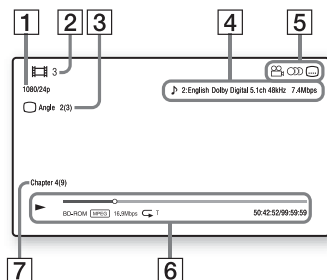 1 2 3 4 5
3
1080/24p
2:English Dolby Digital 5.1ch 48kHz 7.4Mbps
Angle 2(3)
Chapter 4(9)
BD-ROM MPEG 16.9Mbps T 50:42:52/99:59:59
7 6